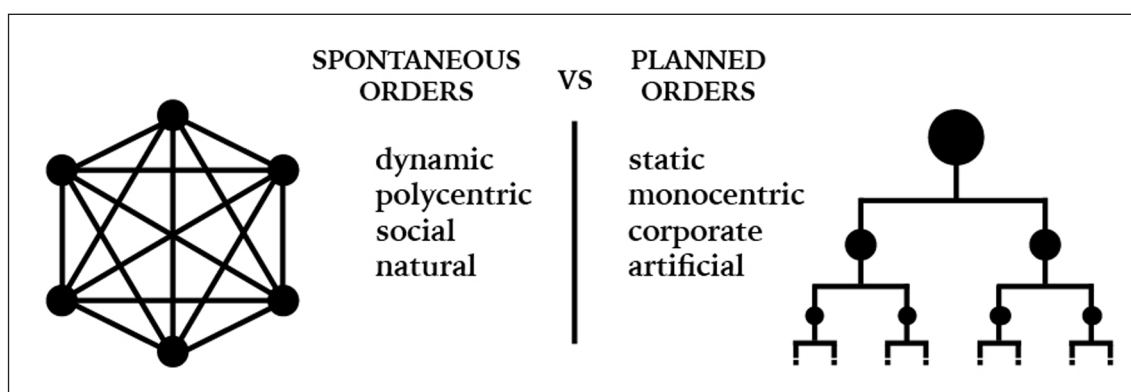 SPONTANEOUS
ORDERS
VS
PLANNED
ORDERS
dynamic
polycentric
social
natural
static
monocentric
corporate
artificial